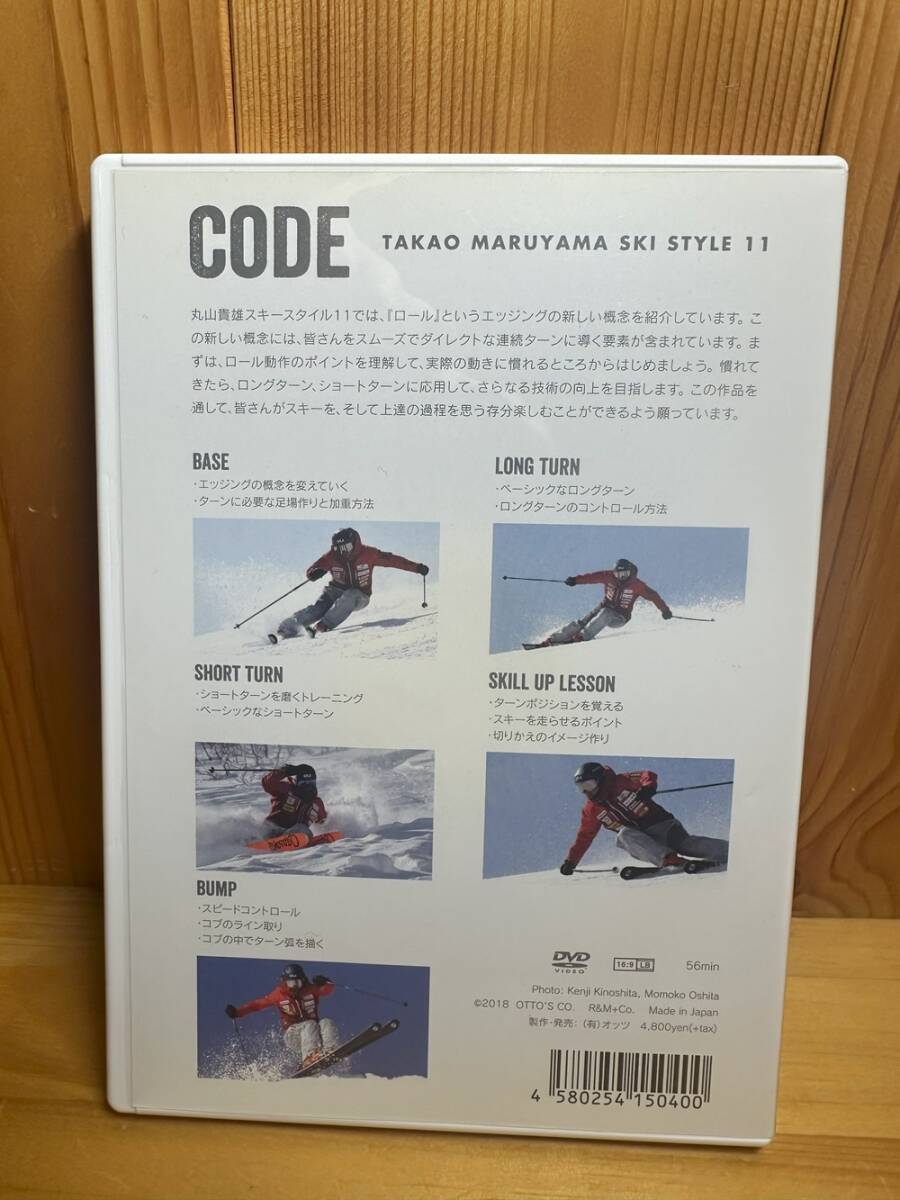 CODE TAKAO MARUYAMA SKI STYLE 11
丸山貴雄スキースタイル11では、『ロール』というエッジングの新しい概念を紹介しています。こ
の新しい概念には、皆さんをスムーズでダイレクトな連続ターンに導く要素が含まれています。ま
ずは、ロール動作のポイントを理解して、実際の動きに慣れるところからはじめましょう。慣れて
きたら、ロングターン、ショートターンに応用して、さらなる技術の向上を目指します。この作品を
通して、皆さんがスキーを、そして上達の過程を思う存分楽しむことができるよう願っています。
BASE
・エッジングの概念を変えていく
・ターンに必要な足場作りと加重方法
LONG TURN
・ベーシックなロングターン
・ロングターンのコントロール方法
SHORT TURN
・ショートターンを磨くトレーニング
・ベーシックなショートターン
SKILL UP LESSON
・ターンポジションを覚える
・スキーを走らせるポイント
・切りかえのイメージ作り
BUMP
・スピードコントロール
・コブのライン取り
・コブの中でターン弧を描く
DVD VIDEO 16:9 LB 56min
Photo: Kenji Kinoshita, Momoko Oshita
©2018 OTTO'S CO. R&M+Co. Made in Japan
製作・発売：(有)オッツ 4,800yen(+tax)
4 580254 150400